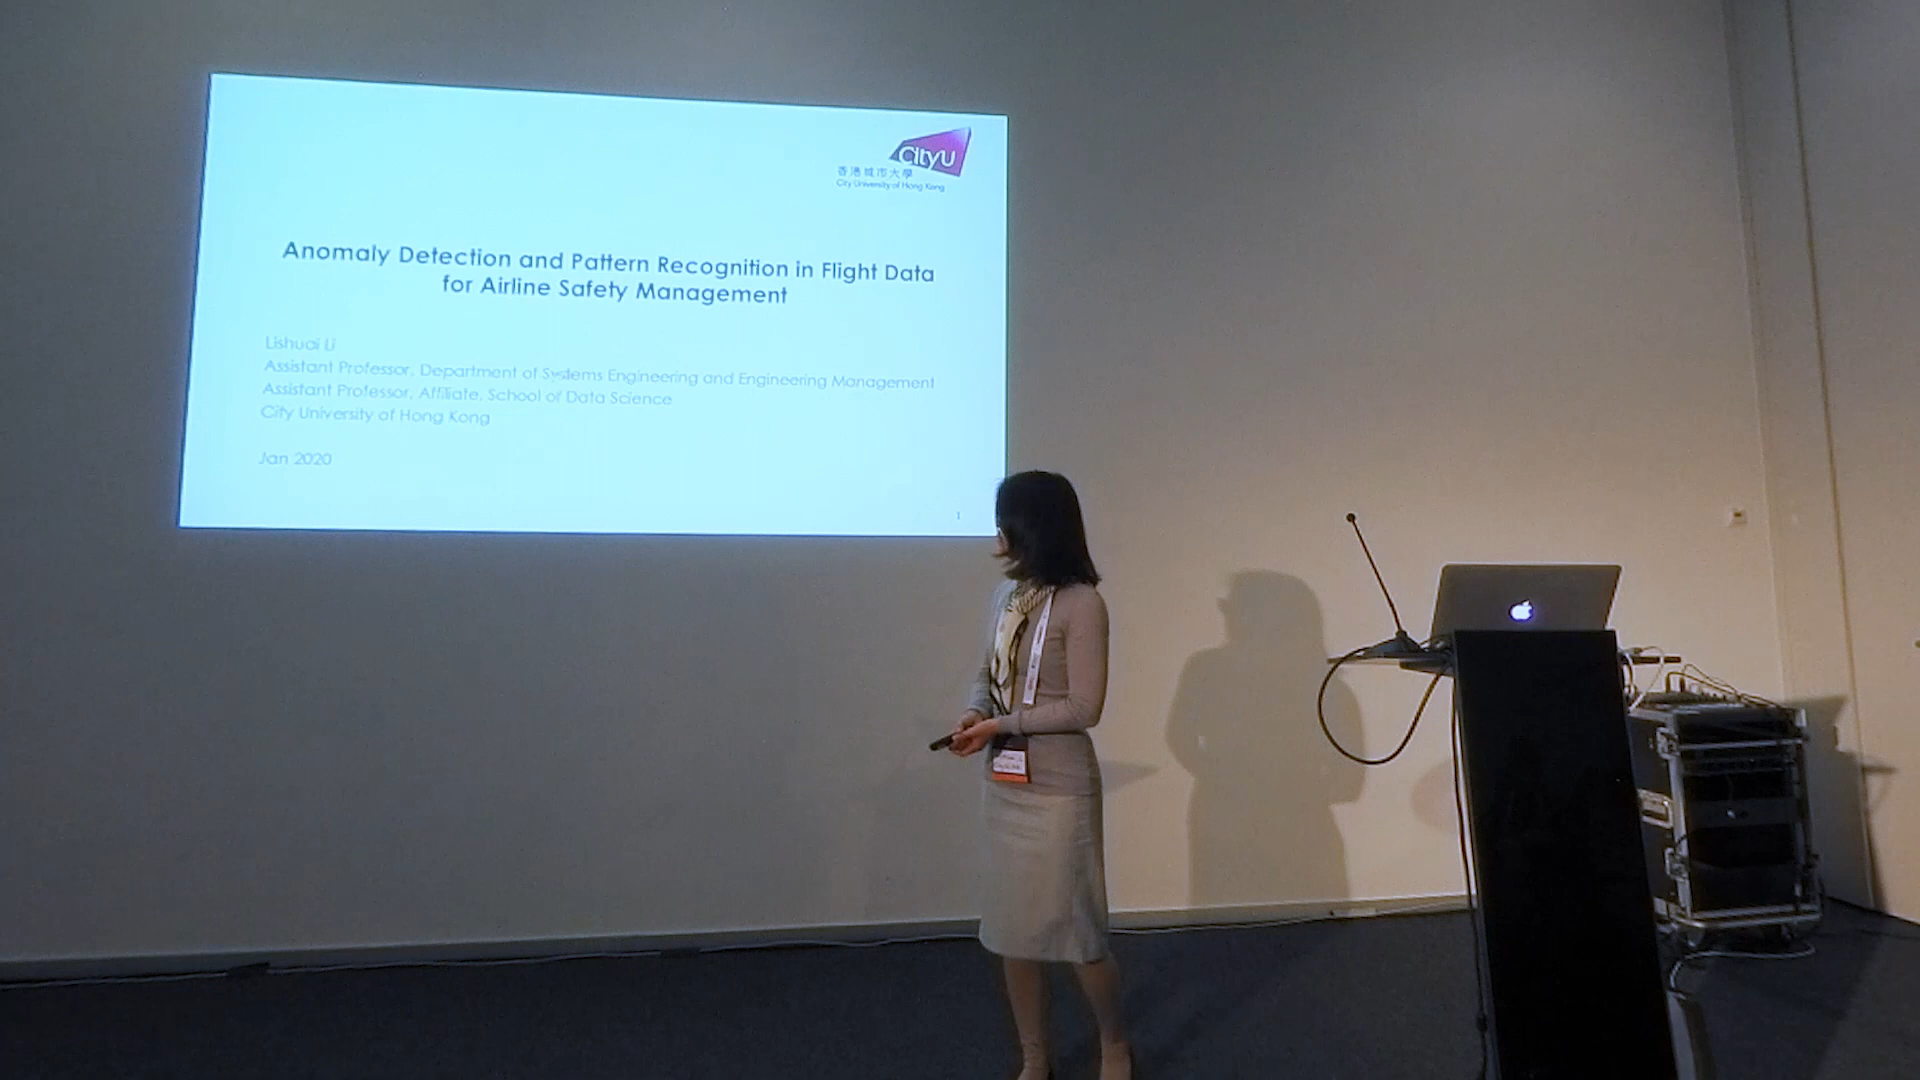 CityU
香港城市大學
City University of Hong Kong
Anomaly Detection and Pattern Recognition in Flight Data
for Airline Safety Management
Lishuai Li
Assistant Professor, Department of Systems Engineering and Engineering Management
Assistant Professor, Affiliate, School of Data Science
City University of Hong Kong
Jan 2020
1